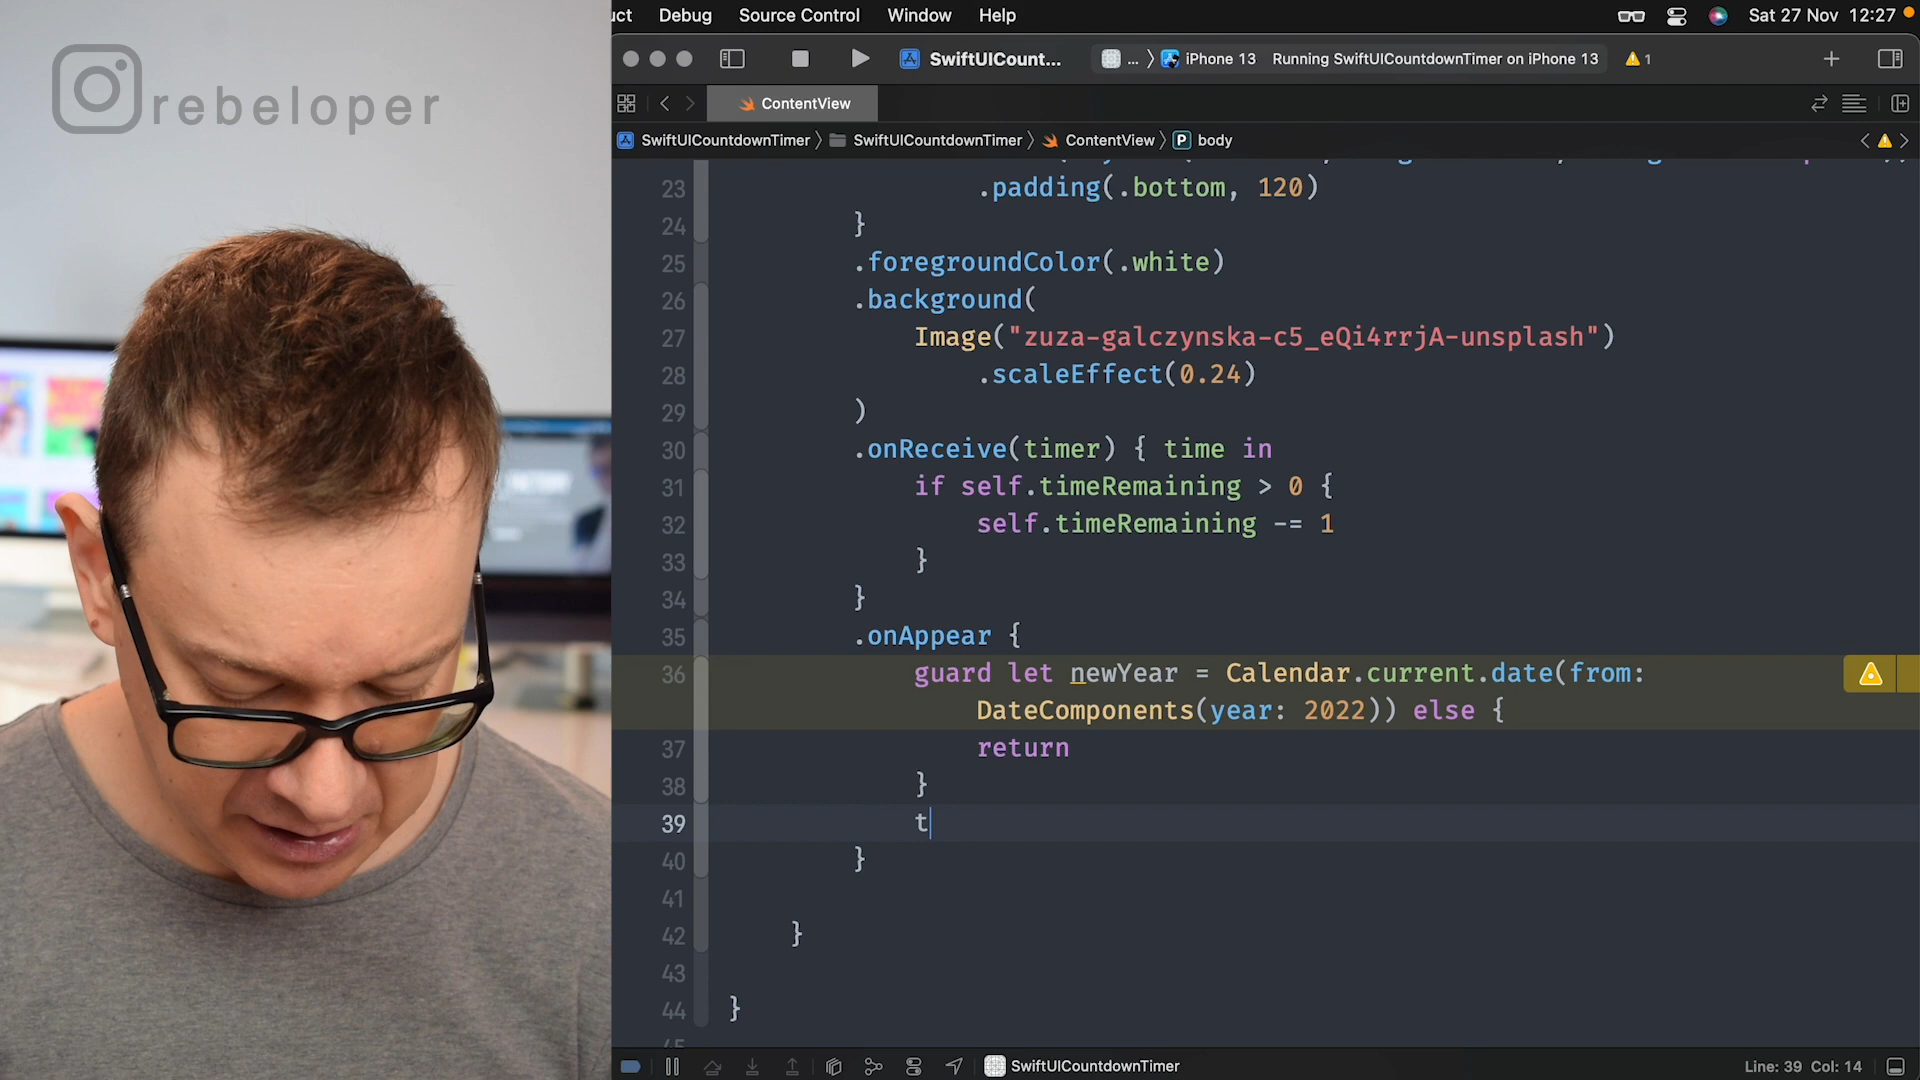 uct Debug Source Control Window Help Sat 27 Nov 12:27
rebeloper
SwiftUICount... ... iPhone 13 Running SwiftUICountdownTimer on iPhone 13 1
ContentView
SwiftUICountdownTimer SwiftUICountdownTimer ContentView P body
23 .padding(.bottom, 120)
24 }
25 .foregroundColor(.white)
26 .background(
27 Image("zuza-galczynska-c5_eQi4rrjA-unsplash")
28 .scaleEffect(0.24)
29 )
30 .onReceive(timer) { time in
31 if self.timeRemaining > 0 {
32 self.timeRemaining -= 1
33 }
34 }
35 .onAppear {
36 guard let newYear = Calendar.current.date(from:
DateComponents(year: 2022)) else {
37 return
38 }
39 t
40 }
41
42 }
43
44 }
SwiftUICountdownTimer Line: 39 Col: 14